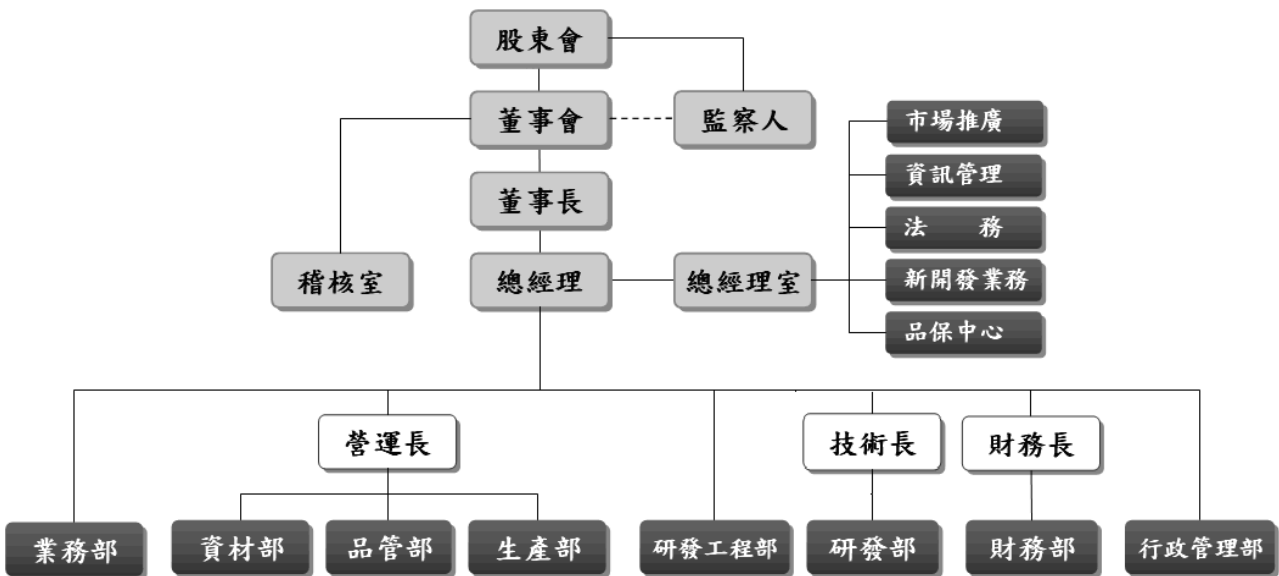 股東會
董事會
監察人
市場推廣
資訊管理
董事長
法　　務
稽核室
總經理
總經理室
新開發業務
品保中心
營運長
技術長
財務長
業務部
資材部
品管部
生產部
研發工程部
研發部
財務部
行政管理部